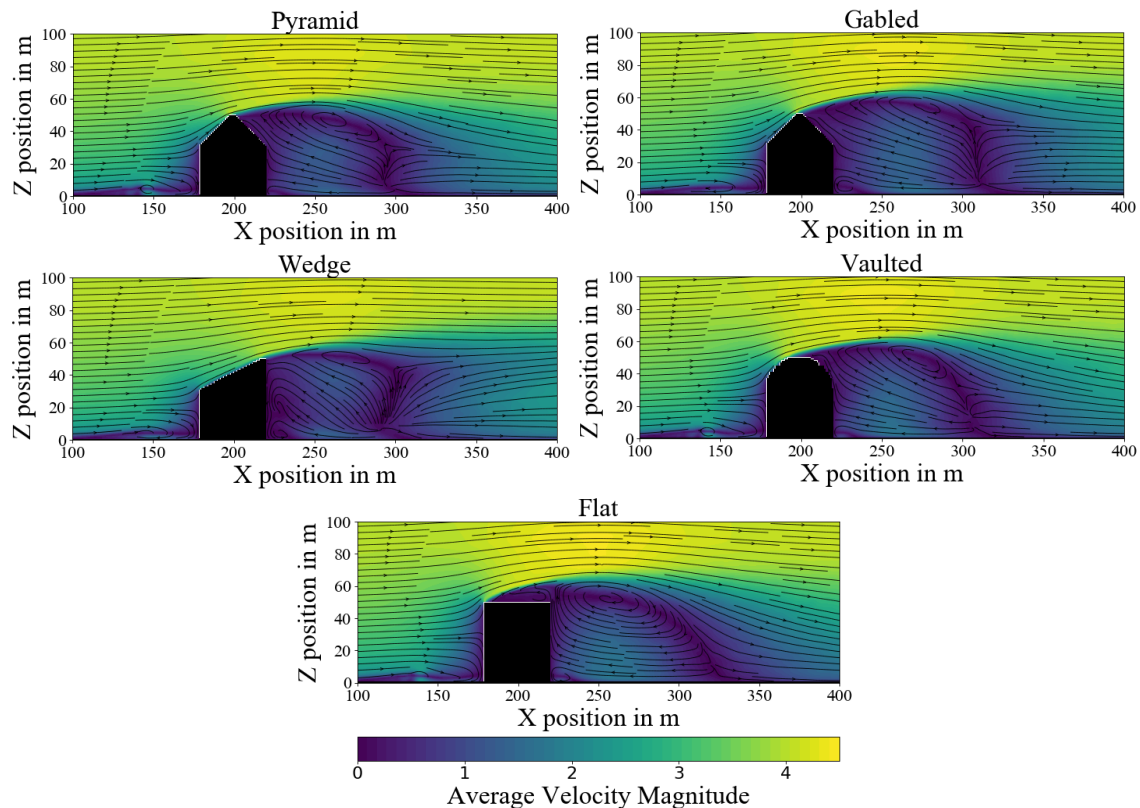 Pyramid
Z position in m
100
80
60
40
20
0
100 150 200 250 300 350 400
X position in m
Gabled
Z position in m
100
80
60
40
20
0
100 150 200 250 300 350 400
X position in m
Wedge
Z position in m
100
80
60
40
20
0
100 150 200 250 300 350 400
X position in m
Vaulted
Z position in m
100
80
60
40
20
0
100 150 200 250 300 350 400
X position in m
Flat
Z position in m
100
80
60
40
20
0
100 150 200 250 300 350 400
X position in m
0 1 2 3 4
Average Velocity Magnitude